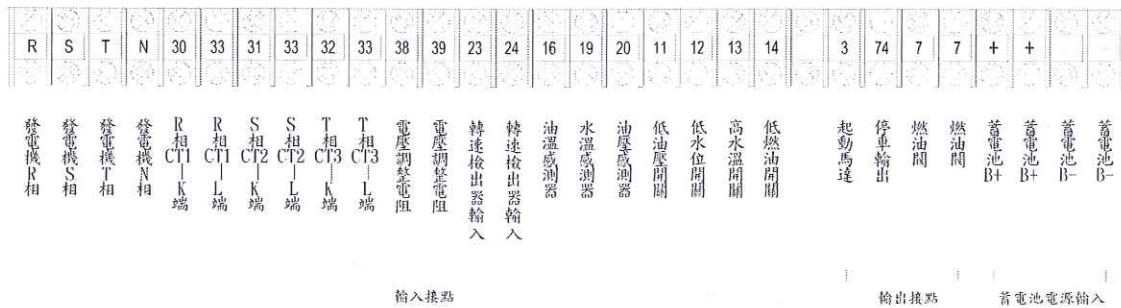 R S T N 30 33 31 33 32 33 38 39 23 24 16 19 20 11 12 13 14 3 74 7 7 + +
發電機R相
發電機S相
發電機T相
發電機N相
R相CT1—K端
R相CT1—L端
S相CT2—K端
S相CT2—L端
T相CT3—K端
T相CT3—L端
電壓調整電阻
電壓調整電阻
轉速檢出器輸入
轉速檢出器輸入
油溫感測器
水溫感測器
油壓感測器
低油壓開關
低水位開關
高水溫開關
低燃油開關
起動馬達
停車輸出
燃油閥
燃油閥
蓄電池B+
蓄電池B+
蓄電池B-
蓄電池B-
輸入接點 輸出接點 蓄電池電源輸入